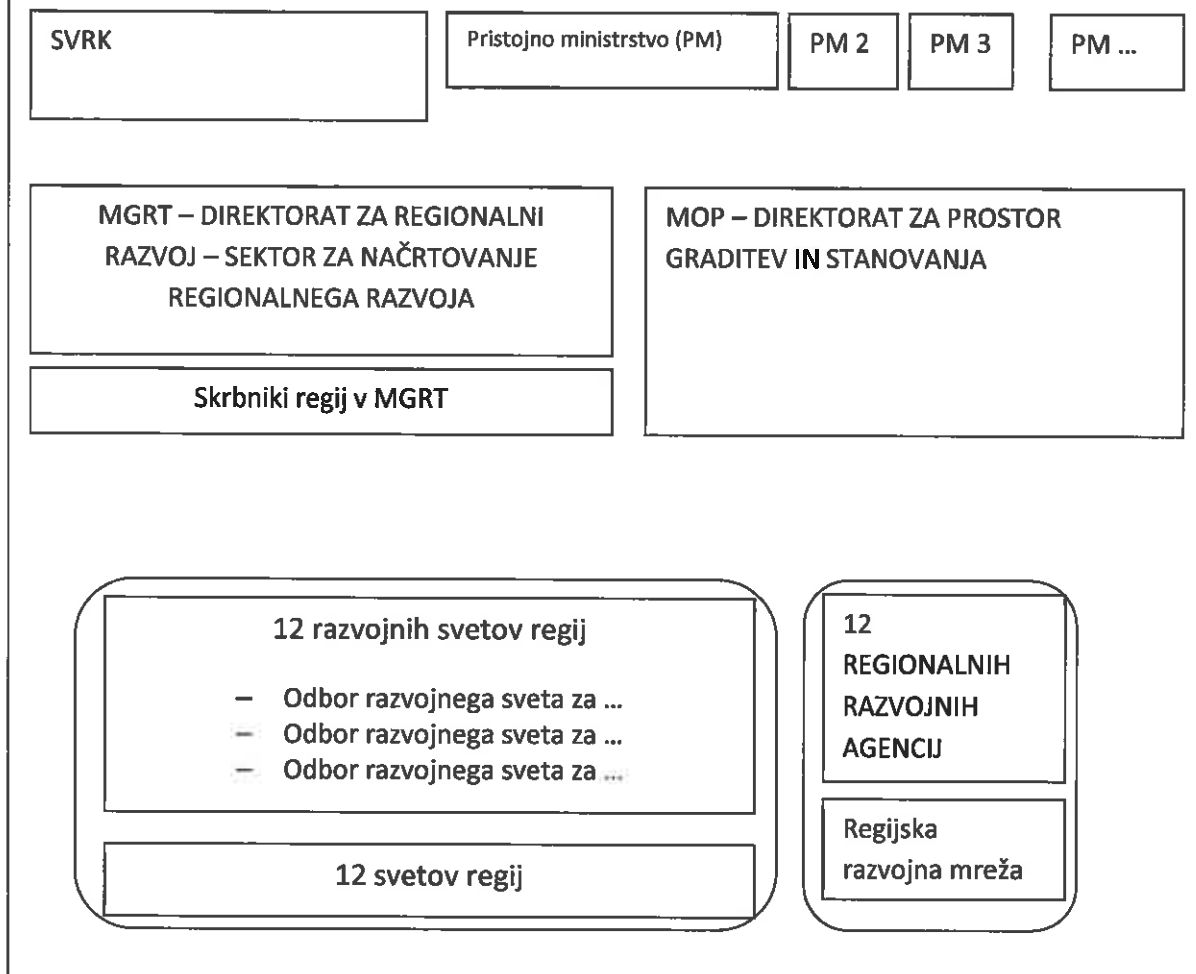 SVRK
Pristojno ministrstvo (PM)
PM 2
PM 3
PM ...
MGRT – DIREKTORAT ZA REGIONALNI
RAZVOJ – SEKTOR ZA NAČRTOVANJE
REGIONALNEGA RAZVOJA
Skrbniki regij v MGRT
MOP – DIREKTORAT ZA PROSTOR
GRADITEV IN STANOVANJA
12 razvojnih svetov regij
– Odbor razvojnega sveta za ...
– Odbor razvojnega sveta za ...
– Odbor razvojnega sveta za ...
12 svetov regij
12
REGIONALNIH
RAZVOJNIH
AGENCIJ
Regijska
razvojna mreža